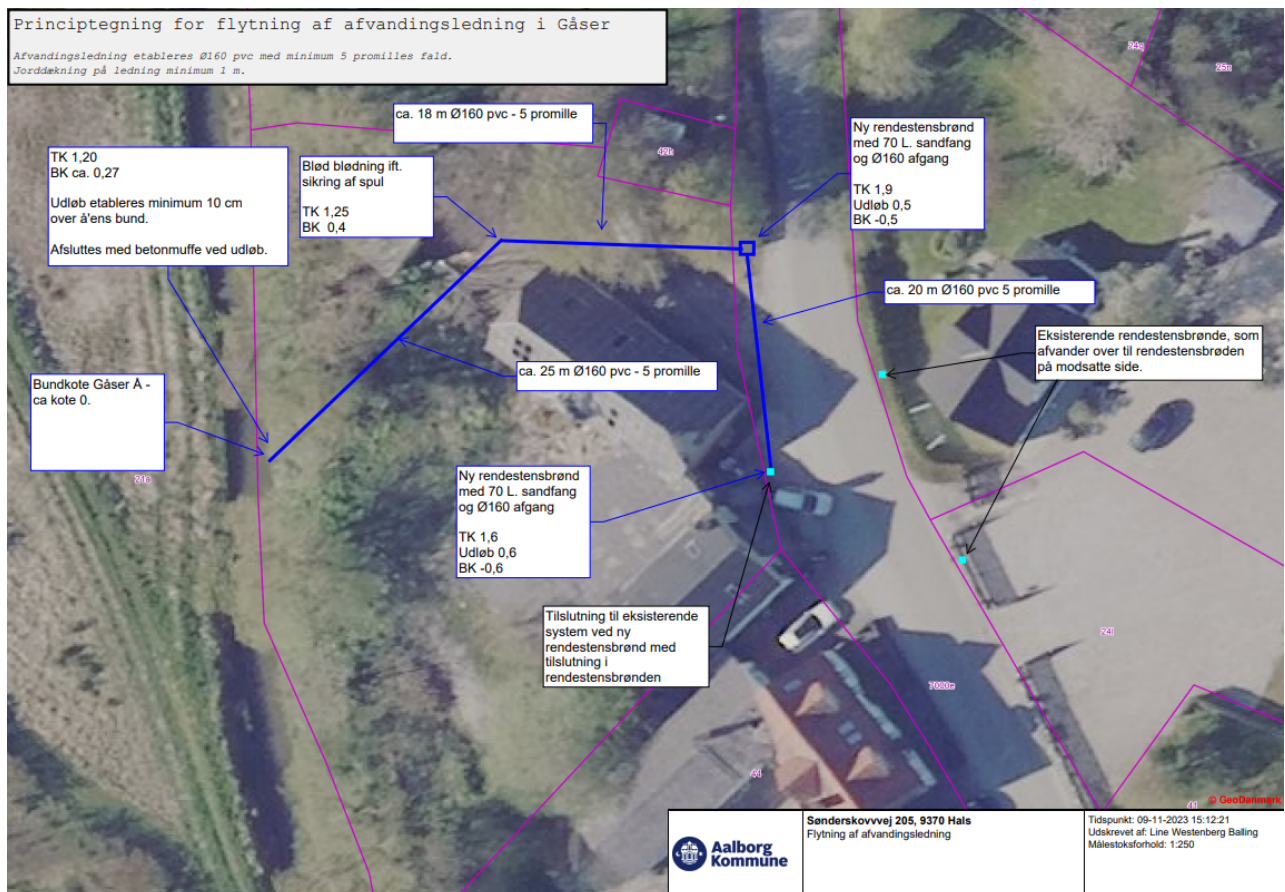 Principtegning for flytning af afvandingsledning i Gåser
Afvandingsledning etableres Ø160 pvc med minimum 5 promilles fald.
Jorddækning på ledning minimum 1 m.
ca. 18 m Ø160 pvc - 5 promille
24q
25c
42b
TK 1,20
BK ca. 0,27
Udløb etableres minimum 10 cm
over å'ens bund.
Afsluttes med betonmuffe ved udløb.
Blød blødning ift.
sikring af spul
TK 1,25
BK 0,4
Ny rendestensbrønd
med 70 L. sandfang
og Ø160 afgang
TK 1,9
Udløb 0,5
BK -0,5
ca. 20 m Ø160 pvc 5 promille
Eksisterende rendestensbrønde, som
afvander over til rendestensbrøden
på modsatte side.
ca. 25 m Ø160 pvc - 5 promille
Bundkote Gåser Å -
ca kote 0.
21a
Ny rendestensbrønd
med 70 L. sandfang
og Ø160 afgang
TK 1,6
Udløb 0,6
BK -0,6
Tilslutning til eksisterende
system ved ny
rendestensbrønd med
tilslutning i
rendestensbrønden
24l
7000e
44
41
© GeoDanmark
Aalborg
Kommune
Sønderskovvvej 205, 9370 Hals
Flytning af afvandingsledning
Tidspunkt: 09-11-2023 15:12:21
Udskrevet af: Line Westenberg Balling
Målestoksforhold: 1:250